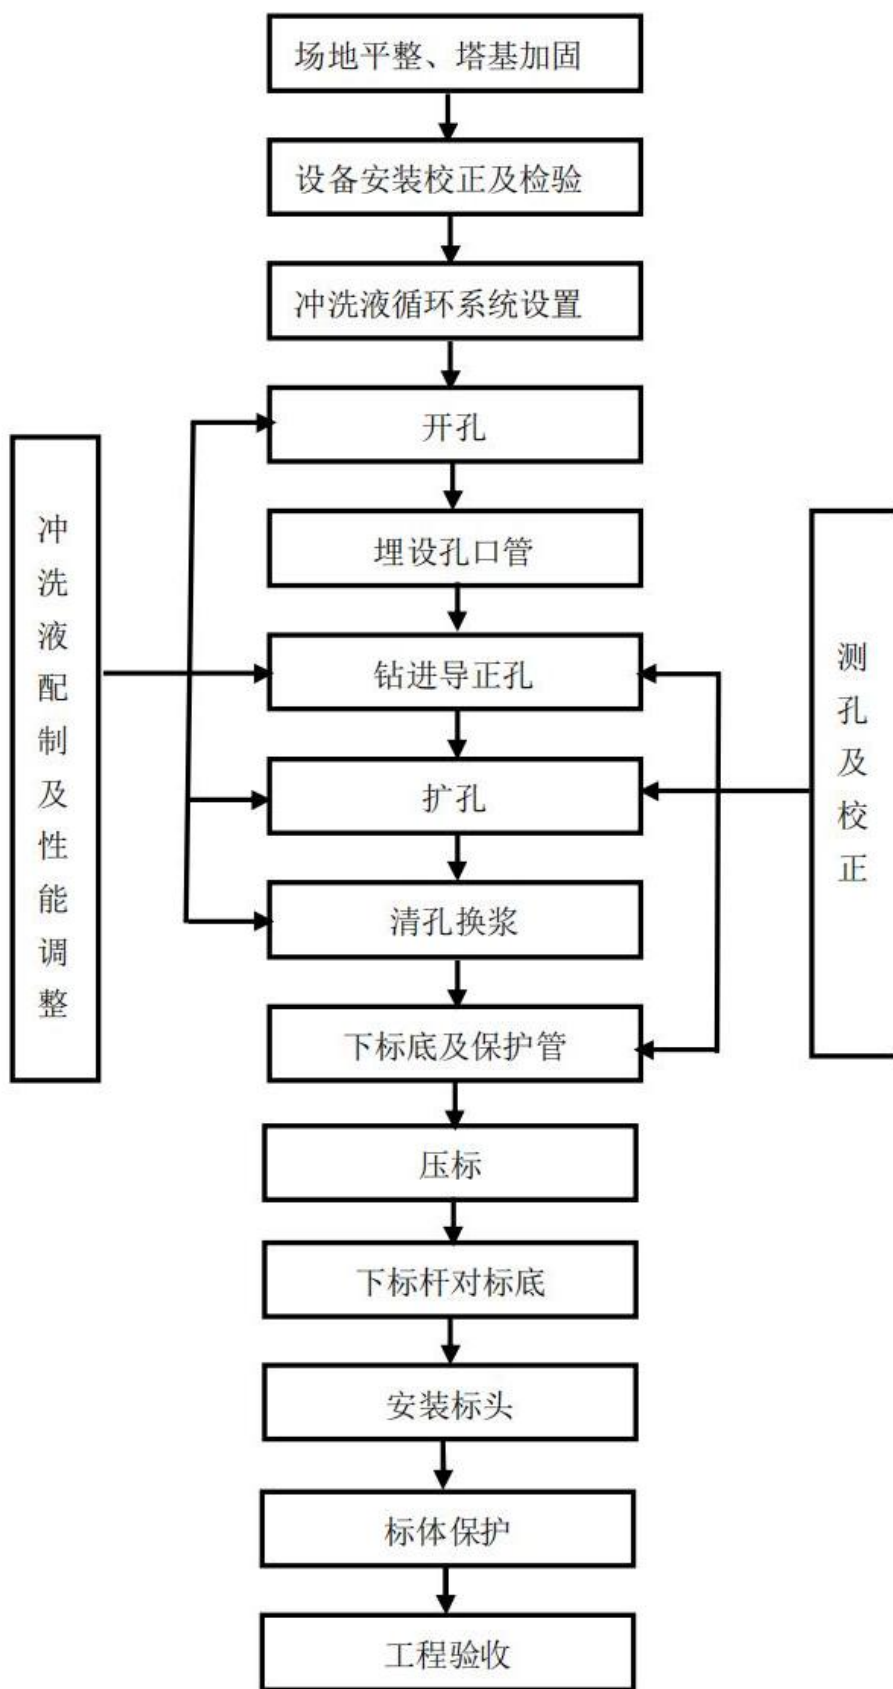 场地平整、塔基加固
设备安装校正及检验
冲洗液循环系统设置
开孔
埋设孔口管
钻进导正孔
扩孔
清孔换浆
下标底及保护管
压标
下标杆对标底
安装标头
标体保护
工程验收
冲洗液配制及性能调整
测孔及校正